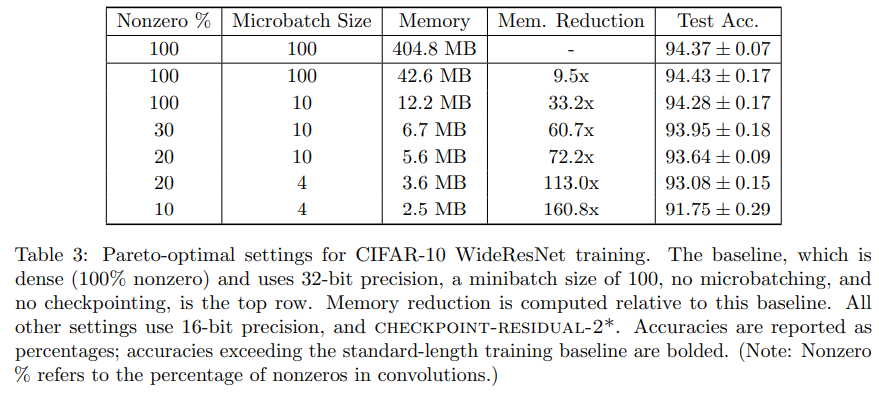 Nonzero % Microbatch Size Memory Mem. Reduction Test Acc.
100 100 404.8 MB - 94.37 ± 0.07
100 100 42.6 MB 9.5x 94.43 ± 0.17
100 10 12.2 MB 33.2x 94.28 ± 0.17
30 10 6.7 MB 60.7x 93.95 ± 0.18
20 10 5.6 MB 72.2x 93.64 ± 0.09
20 4 3.6 MB 113.0x 93.08 ± 0.15
10 4 2.5 MB 160.8x 91.75 ± 0.29
Table 3: Pareto-optimal settings for CIFAR-10 WideResNet training. The baseline, which is
dense (100% nonzero) and uses 32-bit precision, a minibatch size of 100, no microbatching, and
no checkpointing, is the top row. Memory reduction is computed relative to this baseline. All
other settings use 16-bit precision, and CHECKPOINT-RESIDUAL-2*. Accuracies are reported as
percentages; accuracies exceeding the standard-length training baseline are bolded. (Note: Nonzero
% refers to the percentage of nonzeros in convolutions.)